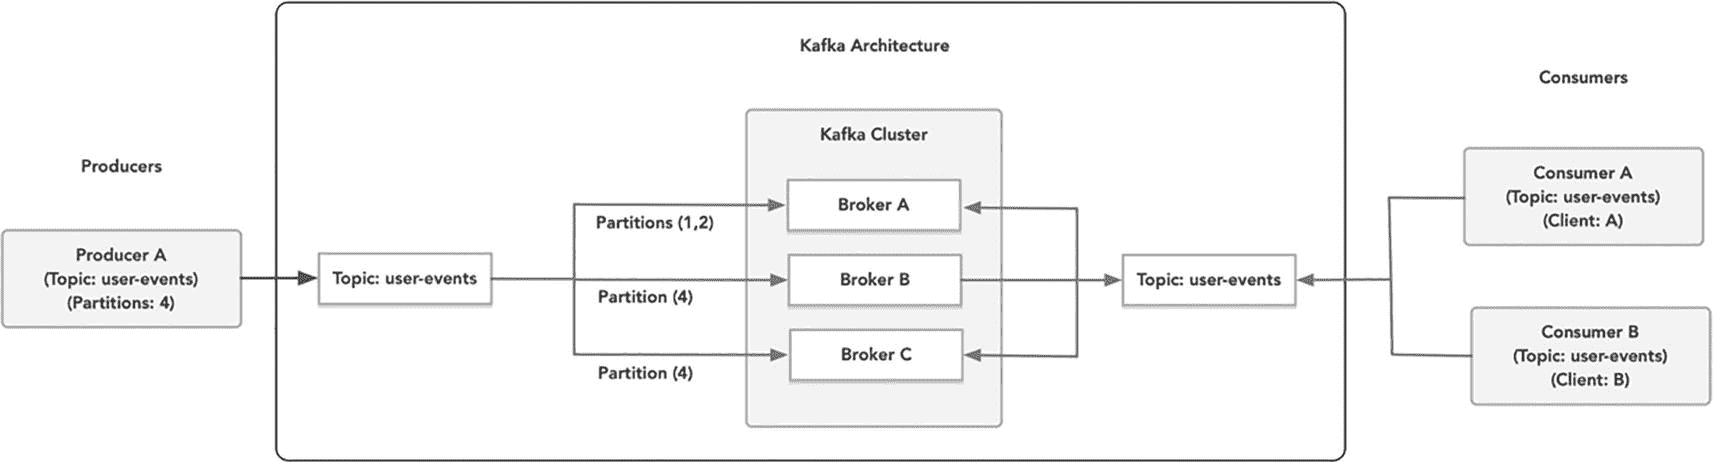 Kafka Architecture
Producers
Producer A
(Topic: user-events)
(Partitions: 4)
Topic: user-events
Partitions (1,2)
Partition (4)
Partition (4)
Kafka Cluster
Broker A
Broker B
Broker C
Topic: user-events
Consumers
Consumer A
(Topic: user-events)
(Client: A)
Consumer B
(Topic: user-events)
(Client: B)